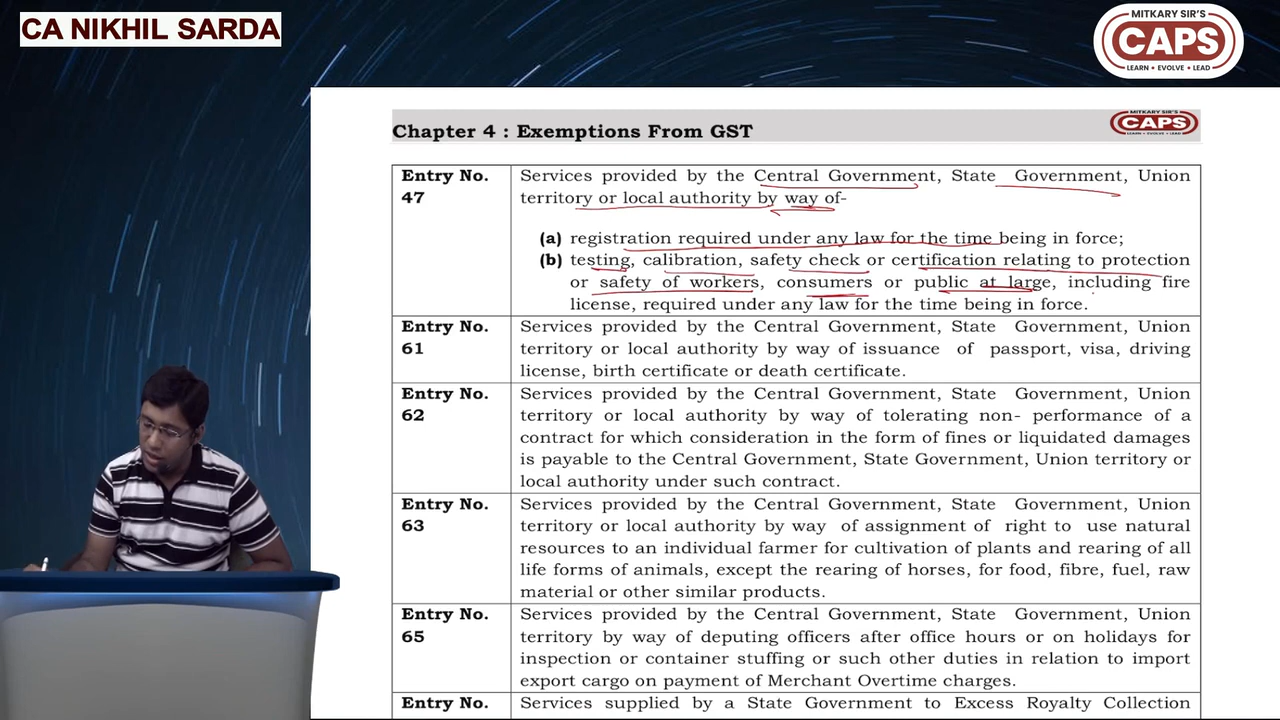 CA NIKHIL SARDA
MITKARY SIR'S
CAPS
LEARN • EVOLVE • LEAD
Chapter 4 : Exemptions From GST
MITKARY SIR'S
CAPS
LEARN • EVOLVE • LEAD
Entry No.
47
Services provided by the Central Government, State Government, Union
territory or local authority by way of-
(a) registration required under any law for the time being in force;
(b) testing, calibration, safety check or certification relating to protection
or safety of workers, consumers or public at large, including fire
license, required under any law for the time being in force.
Entry No.
61
Services provided by the Central Government, State Government, Union
territory or local authority by way of issuance of passport, visa, driving
license, birth certificate or death certificate.
Entry No.
62
Services provided by the Central Government, State Government, Union
territory or local authority by way of tolerating non- performance of a
contract for which consideration in the form of fines or liquidated damages
is payable to the Central Government, State Government, Union territory or
local authority under such contract.
Entry No.
63
Services provided by the Central Government, State Government, Union
territory or local authority by way of assignment of right to use natural
resources to an individual farmer for cultivation of plants and rearing of all
life forms of animals, except the rearing of horses, for food, fibre, fuel, raw
material or other similar products.
Entry No.
65
Services provided by the Central Government, State Government, Union
territory by way of deputing officers after office hours or on holidays for
inspection or container stuffing or such other duties in relation to import
export cargo on payment of Merchant Overtime charges.
Entry No.
Services supplied by a State Government to Excess Royalty Collection